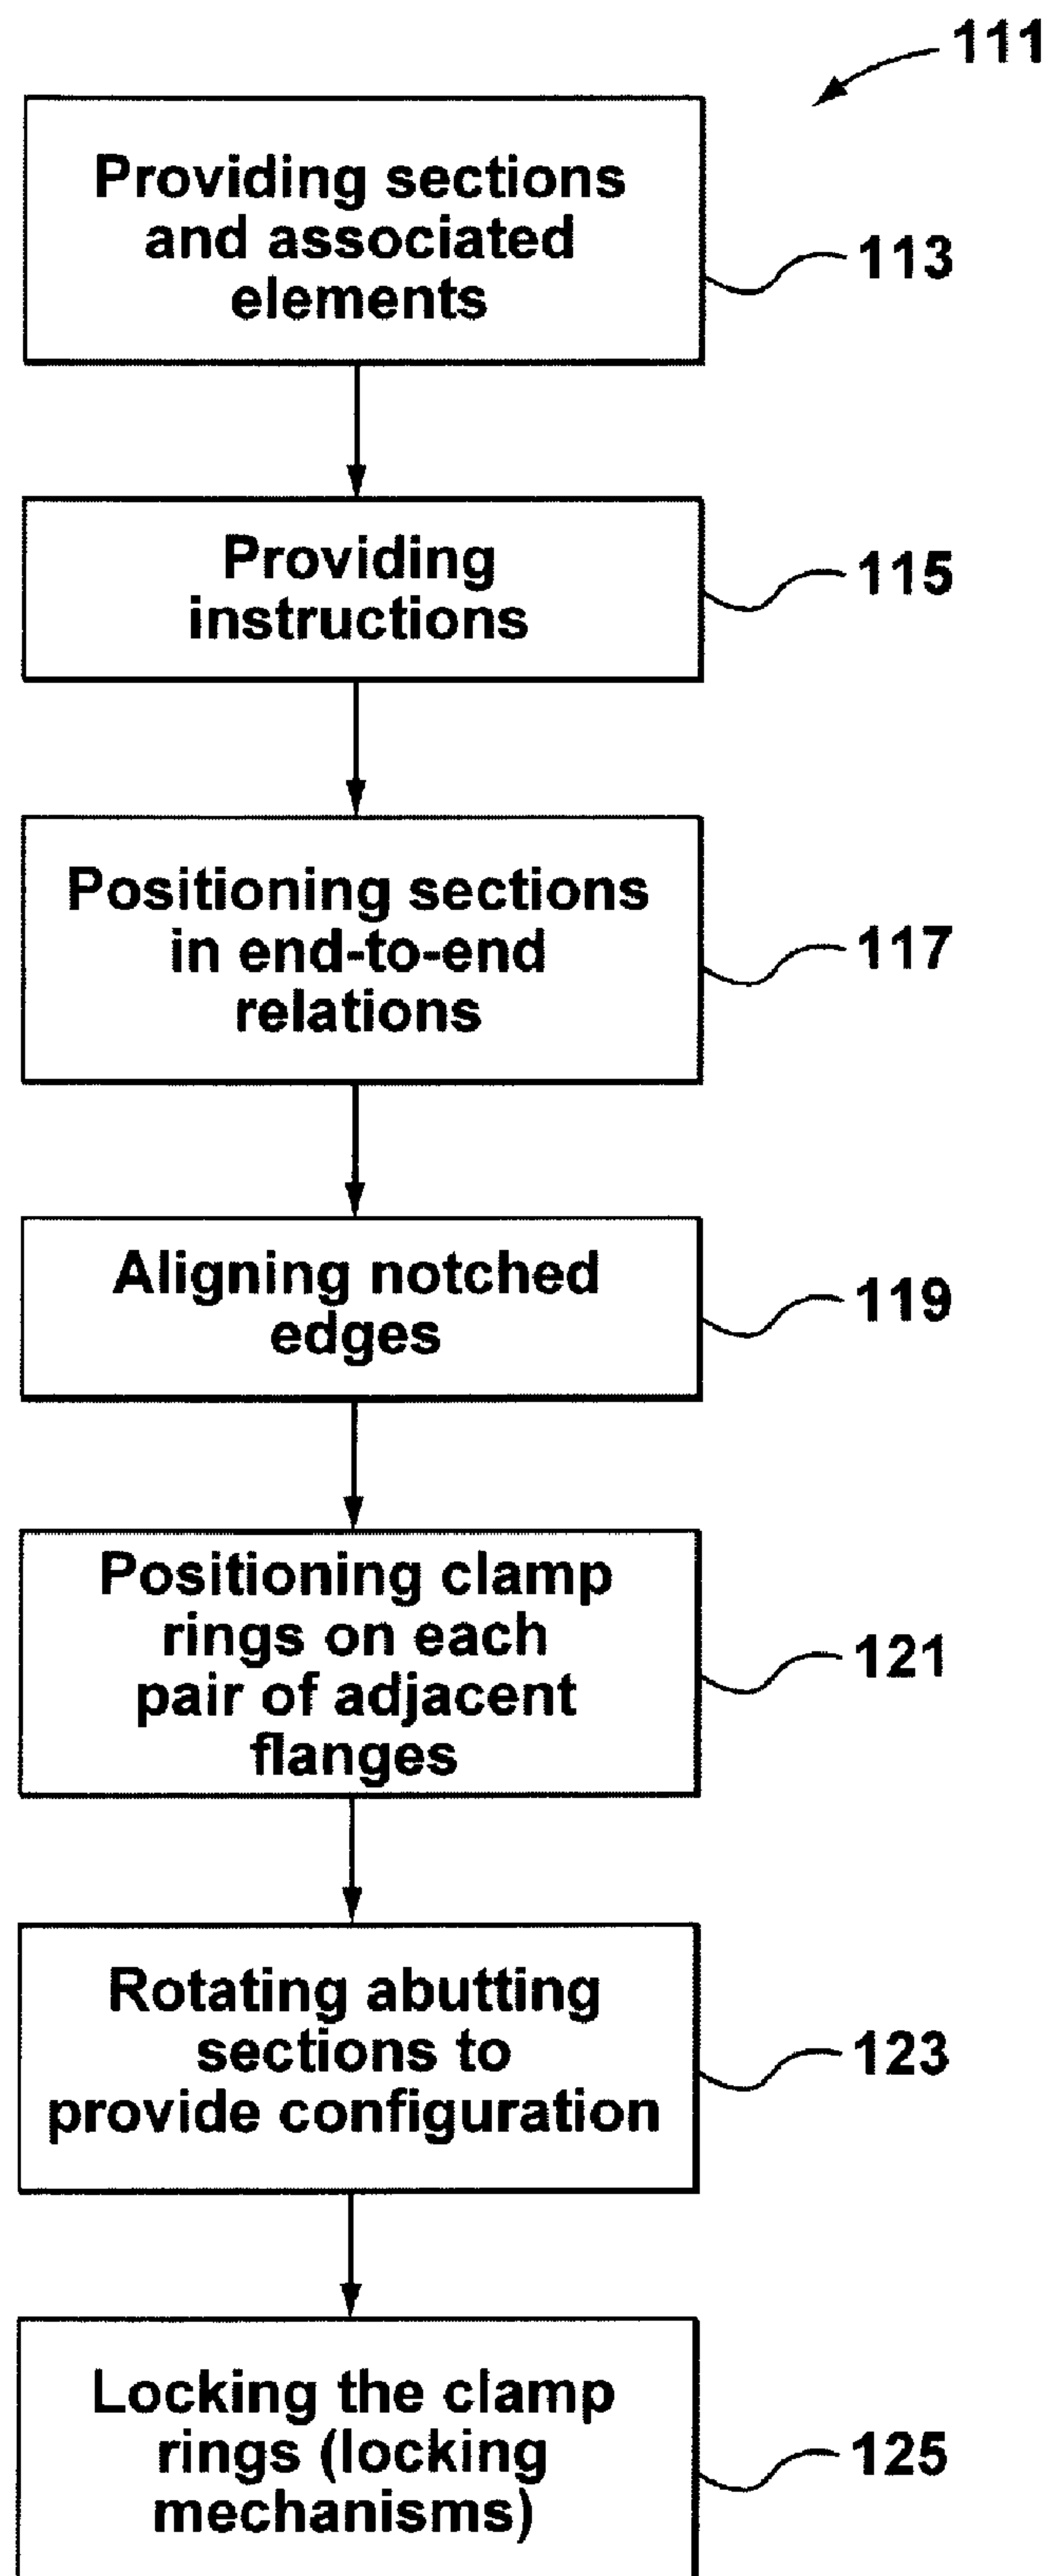 111
Providing sections
and associated
elements
113
Providing
instructions
115
Positioning sections
in end-to-end
relations
117
Aligning notched
edges
119
Positioning clamp
rings on each
pair of adjacent
flanges
121
Rotating abutting
sections to
provide configuration
123
Locking the clamp
rings (locking
mechanisms)
125